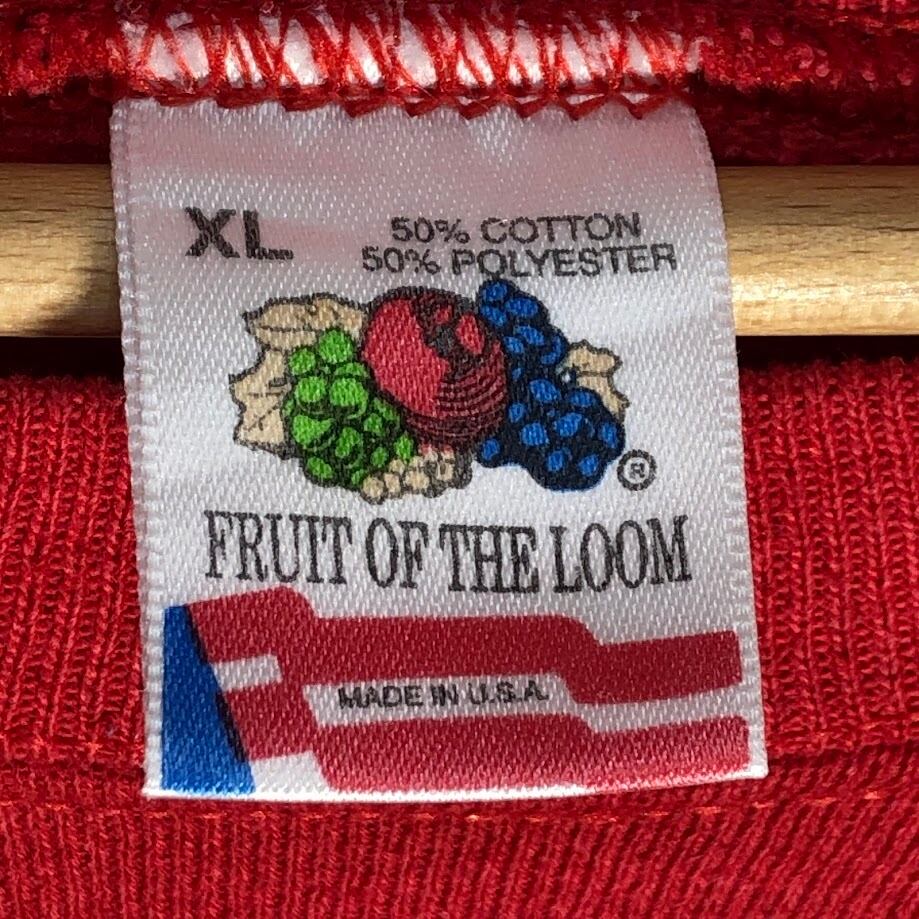 XL
50% COTTON
50% POLYESTER
®
FRUIT OF THE LOOM
MADE IN U.S.A.